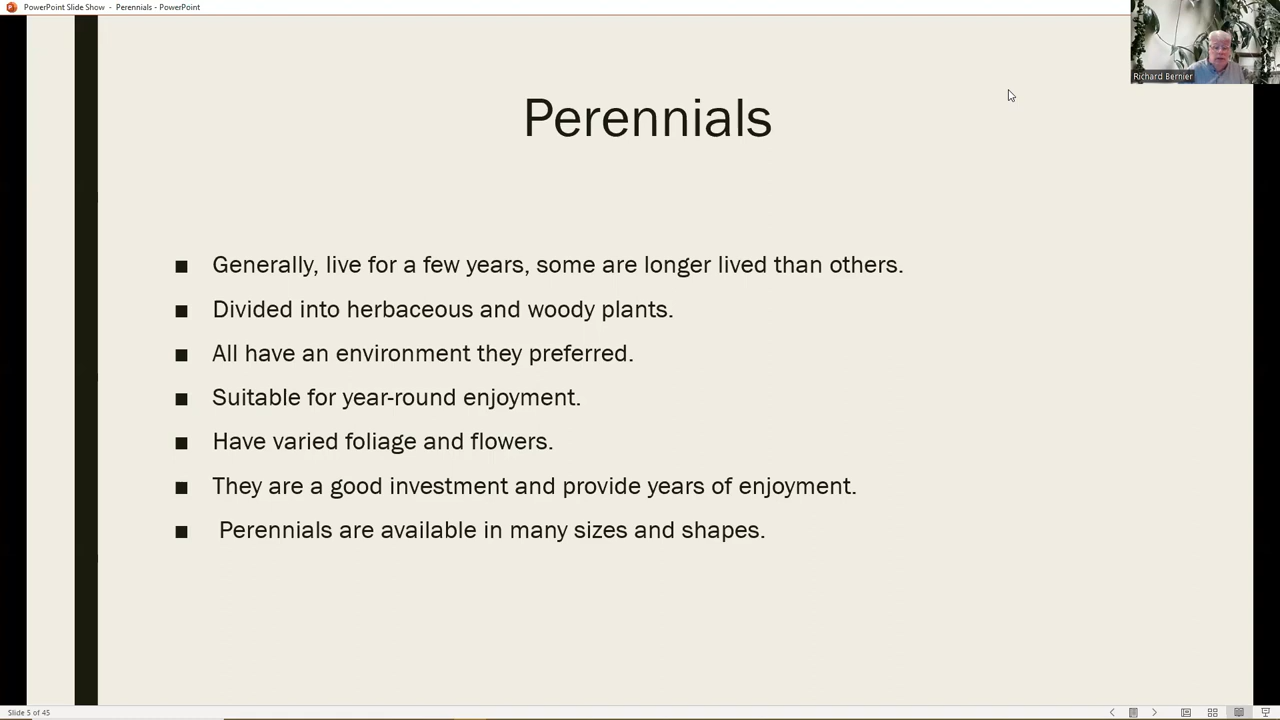 PowerPoint Slide Show - Perennials - PowerPoint
Richard Bernier
Perennials
■ Generally, live for a few years, some are longer lived than others.
■ Divided into herbaceous and woody plants.
■ All have an environment they preferred.
■ Suitable for year-round enjoyment.
■ Have varied foliage and flowers.
■ They are a good investment and provide years of enjoyment.
■ Perennials are available in many sizes and shapes.
Slide 5 of 45